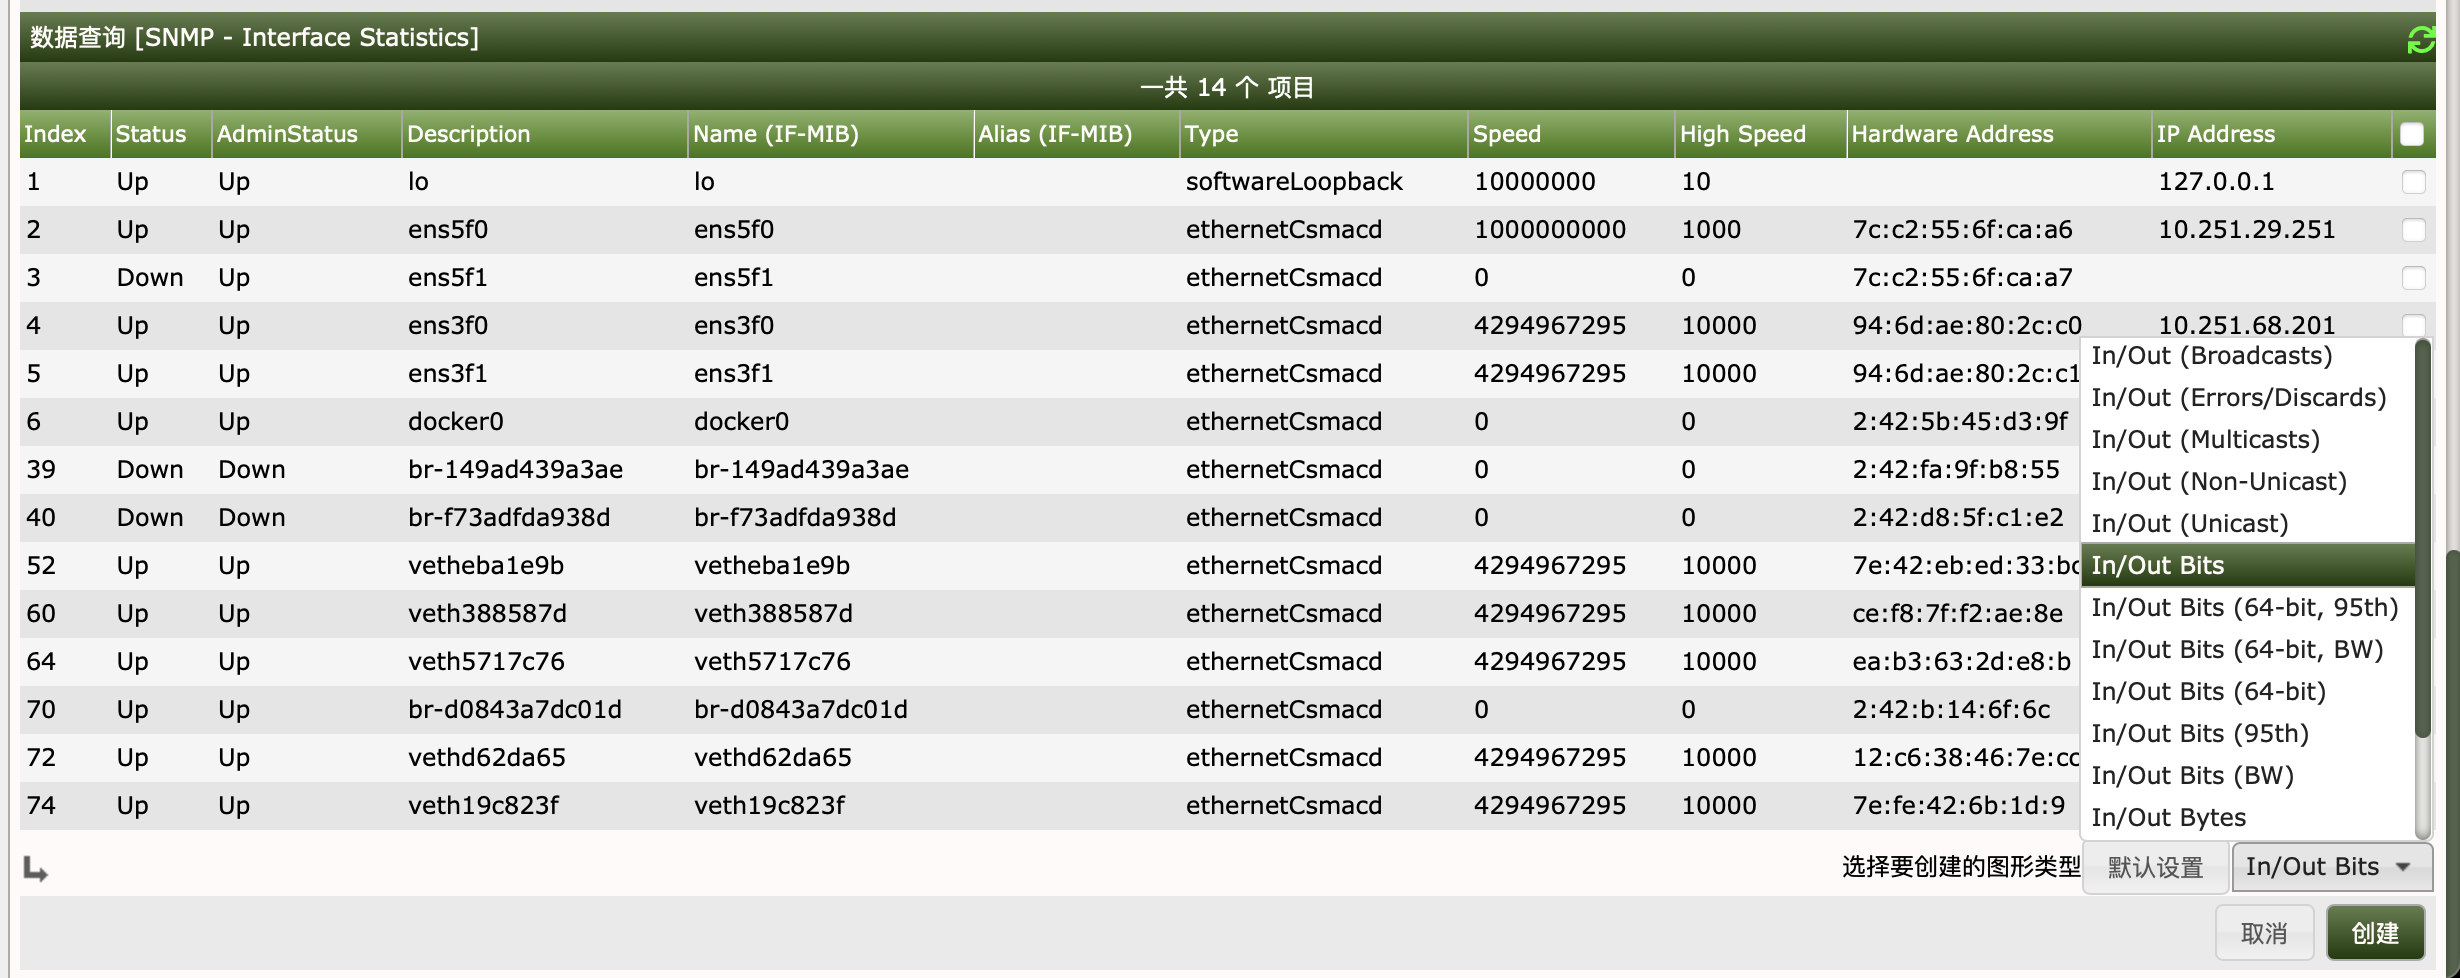 数据查询 [SNMP - Interface Statistics]
一共 14 个 项目
Index Status AdminStatus Description Name (IF-MIB) Alias (IF-MIB) Type Speed High Speed Hardware Address IP Address
1 Up Up lo lo softwareLoopback 10000000 10 127.0.0.1
2 Up Up ens5f0 ens5f0 ethernetCsmacd 1000000000 1000 7c:c2:55:6f:ca:a6 10.251.29.251
3 Down Up ens5f1 ens5f1 ethernetCsmacd 0 0 7c:c2:55:6f:ca:a7
4 Up Up ens3f0 ens3f0 ethernetCsmacd 4294967295 10000 94:6d:ae:80:2c:c0 10.251.68.201
5 Up Up ens3f1 ens3f1 ethernetCsmacd 4294967295 10000 94:6d:ae:80:2c:c1
6 Up Up docker0 docker0 ethernetCsmacd 0 0 2:42:5b:45:d3:9f
39 Down Down br-149ad439a3ae br-149ad439a3ae ethernetCsmacd 0 0 2:42:fa:9f:b8:55
40 Down Down br-f73adfda938d br-f73adfda938d ethernetCsmacd 0 0 2:42:d8:5f:c1:e2
52 Up Up vetheba1e9b vetheba1e9b ethernetCsmacd 4294967295 10000 7e:42:eb:ed:33:b
60 Up Up veth388587d veth388587d ethernetCsmacd 4294967295 10000 ce:f8:7f:f2:ae:8e
64 Up Up veth5717c76 veth5717c76 ethernetCsmacd 4294967295 10000 ea:b3:63:2d:e8:b
70 Up Up br-d0843a7dc01d br-d0843a7dc01d ethernetCsmacd 0 0 2:42:b:14:6f:6c
72 Up Up vethd62da65 vethd62da65 ethernetCsmacd 4294967295 10000 12:c6:38:46:7e:c
74 Up Up veth19c823f veth19c823f ethernetCsmacd 4294967295 10000 7e:fe:42:6b:1d:9
In/Out (Broadcasts)
In/Out (Errors/Discards)
In/Out (Multicasts)
In/Out (Non-Unicast)
In/Out (Unicast)
In/Out Bits
In/Out Bits (64-bit, 95th)
In/Out Bits (64-bit, BW)
In/Out Bits (64-bit)
In/Out Bits (95th)
In/Out Bits (BW)
In/Out Bytes
选择要创建的图形类型 默认设置 In/Out Bits
取消 创建